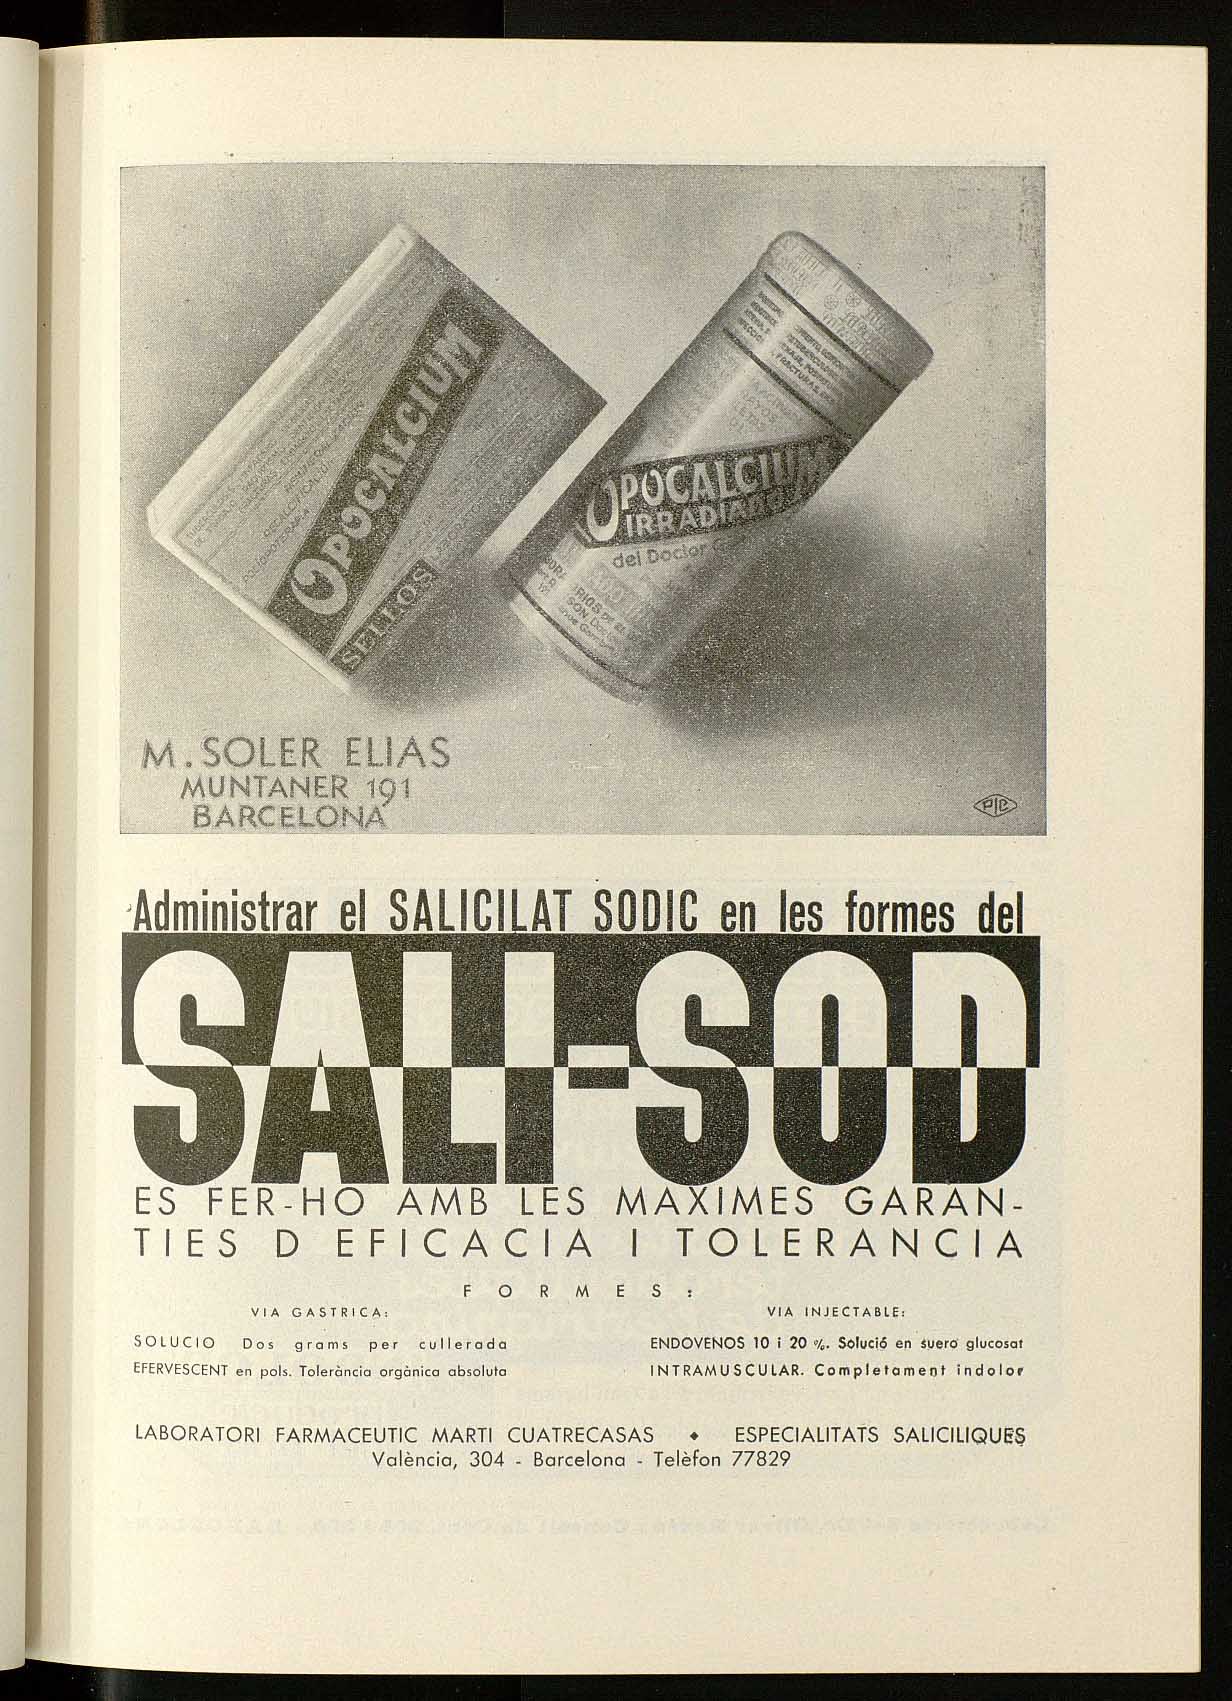 OPOCALCIUM
SELLOS
OPOCALCIUM
IRRADIADO
del Doctor
M. SOLER ELIAS
MUNTANER 191
BARCELONA
PIC
Administrar el SALICILAT SODIC en les formes del
SALI-SOD
ES FER-HO AMB LES MAXIMES GARAN-
TIES D EFICACIA I TOLERANCIA
FORMES:
VIA GASTRICA:
SOLUCIO Dos grams per cullerada
EFERVESCENT en pols. Tolerància orgànica absoluta
VIA INJECTABLE:
ENDOVENOS 10 i 20 %. Solució en suero glucosat
INTRAMUSCULAR. Completament indolor
LABORATORI FARMACEUTIC MARTI CUATRECASAS ◆ ESPECIALITATS SALICILIQUES
València, 304 - Barcelona - Telèfon 77829